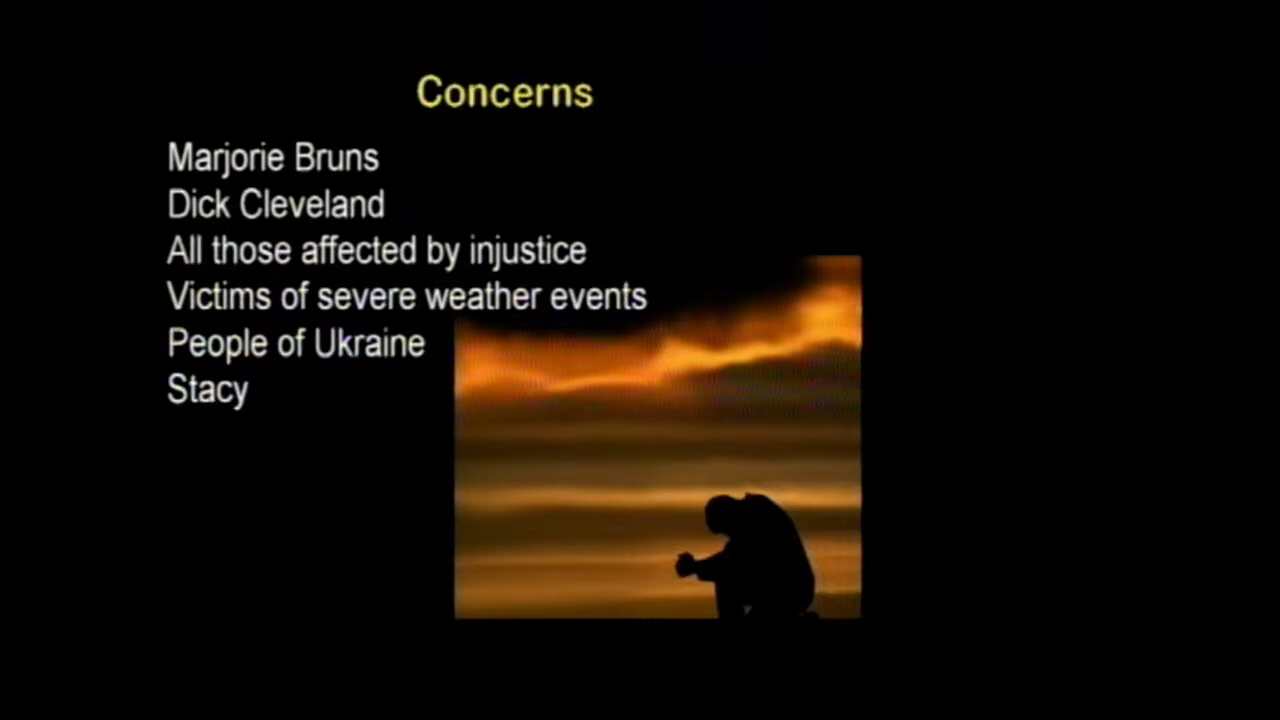 Concerns
Marjorie Bruns
Dick Cleveland
All those affected by injustice
Victims of severe weather events
People of Ukraine
Stacy